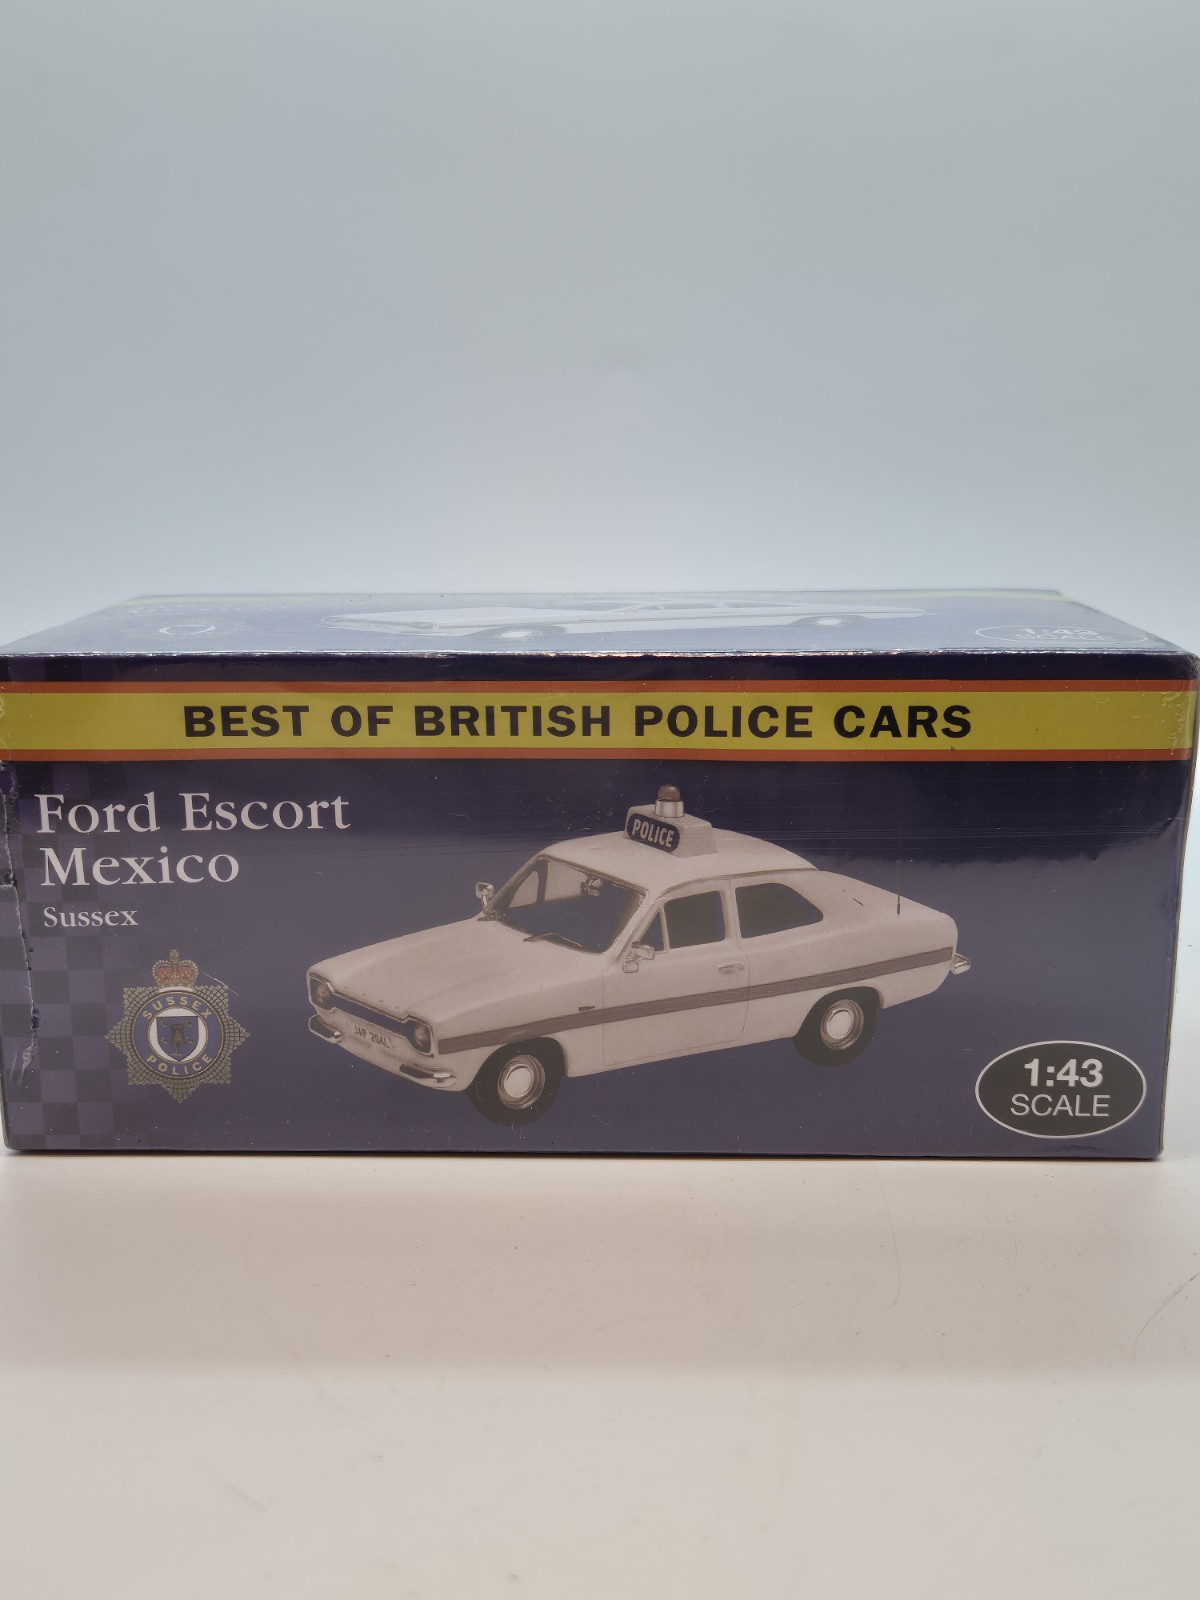 1:43
BEST OF BRITISH POLICE CARS
Ford Escort
Mexico
Sussex
SUSSEX
POLICE
POLICE
1:43
SCALE